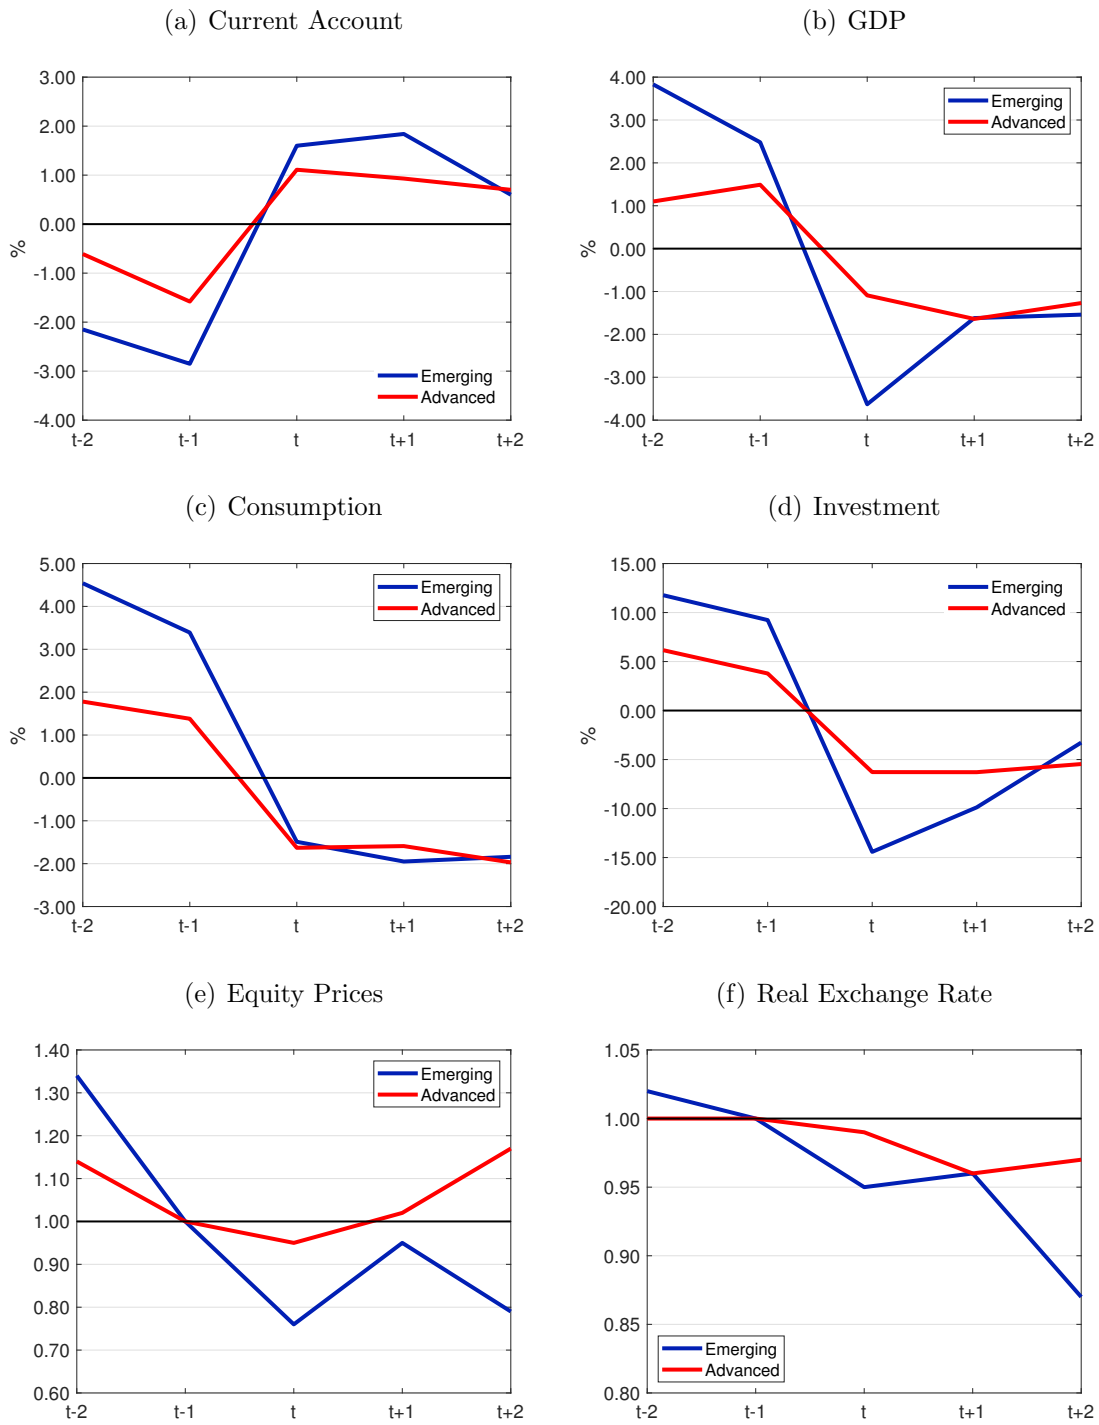 (a) Current Account
3.00
2.00
1.00
0.00
-1.00
-2.00
-3.00
-4.00
%
Emerging
Advanced
t-2 t-1 t t+1 t+2
(b) GDP
4.00
3.00
2.00
1.00
0.00
-1.00
-2.00
-3.00
-4.00
%
Emerging
Advanced
t-2 t-1 t t+1 t+2
(c) Consumption
5.00
4.00
3.00
2.00
1.00
0.00
-1.00
-2.00
-3.00
%
Emerging
Advanced
t-2 t-1 t t+1 t+2
(d) Investment
15.00
10.00
5.00
0.00
-5.00
-10.00
-15.00
-20.00
%
Emerging
Advanced
t-2 t-1 t t+1 t+2
(e) Equity Prices
1.40
1.30
1.20
1.10
1.00
0.90
0.80
0.70
0.60
Emerging
Advanced
t-2 t-1 t t+1 t+2
(f) Real Exchange Rate
1.05
1.00
0.95
0.90
0.85
0.80
Emerging
Advanced
t-2 t-1 t t+1 t+2